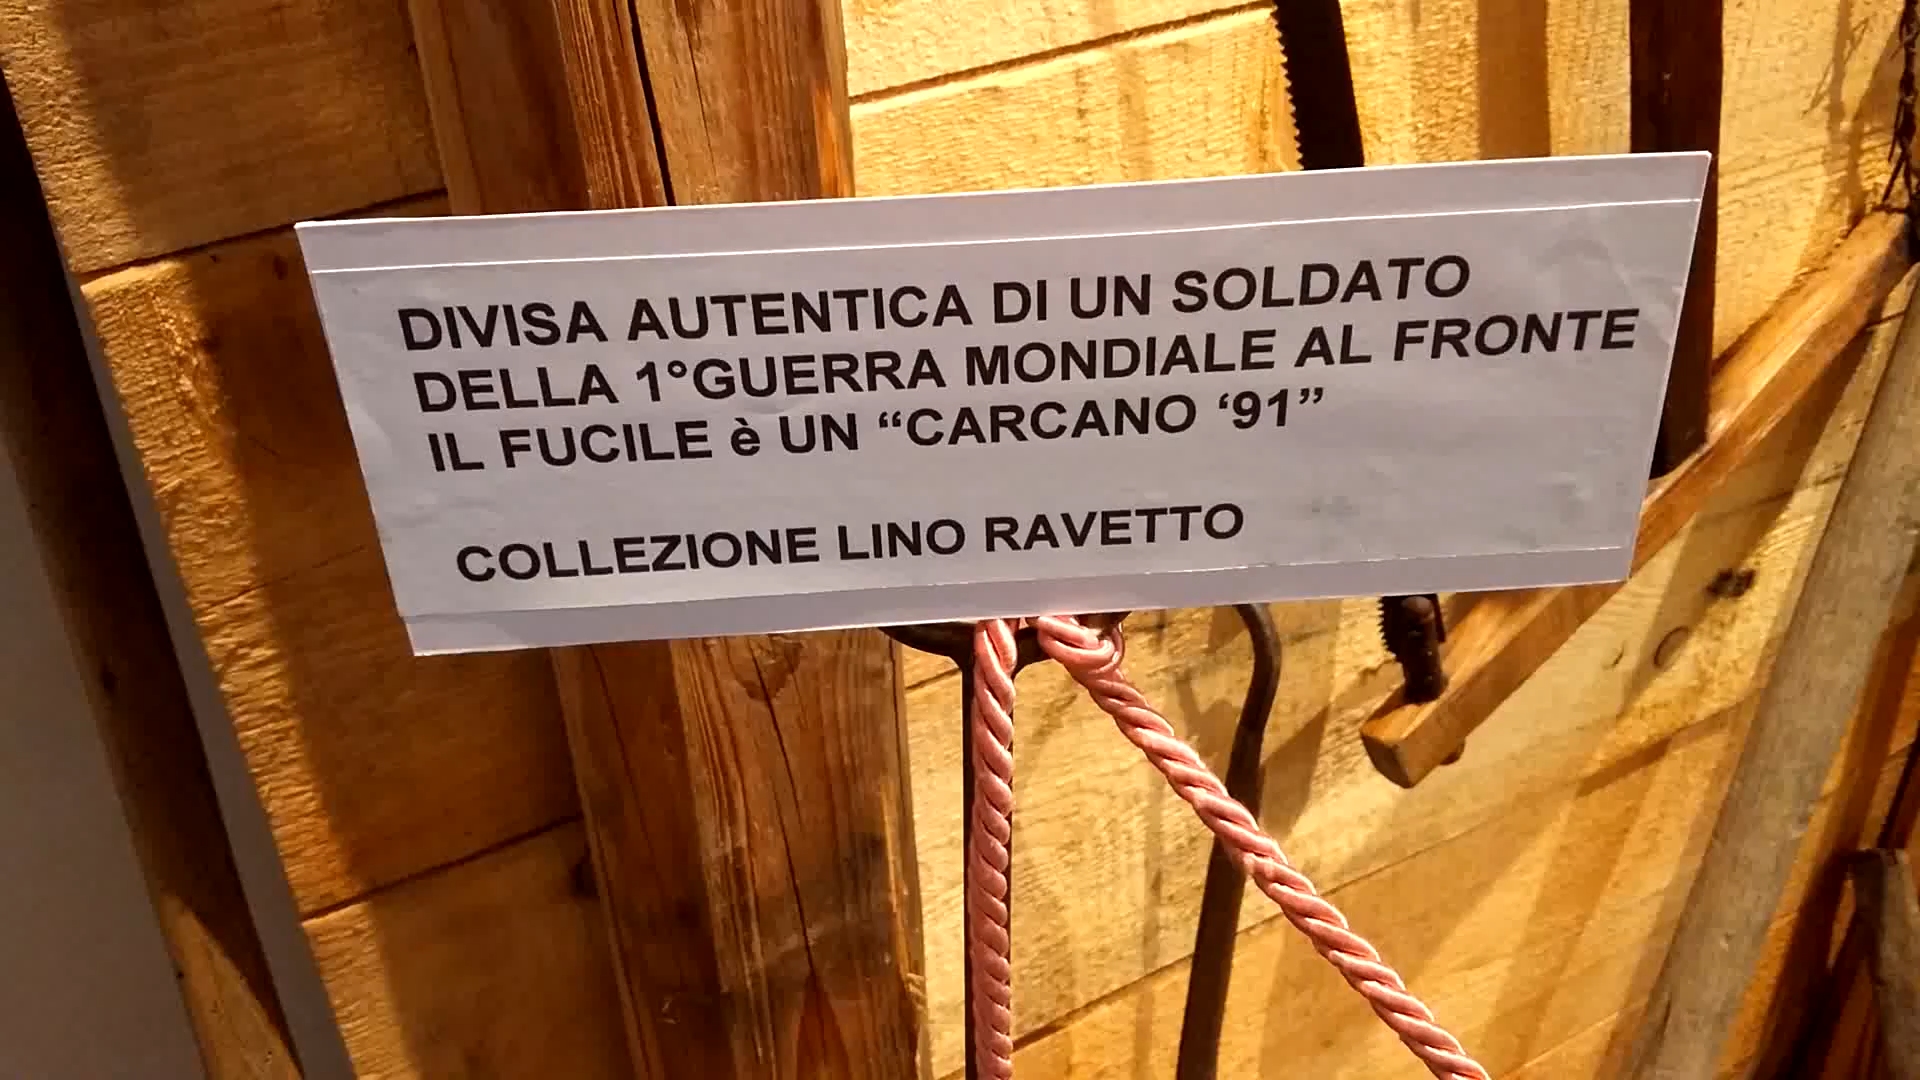 DIVISA AUTENTICA DI UN SOLDATO
DELLA 1°GUERRA MONDIALE AL FRONTE
IL FUCILE è UN “CARCANO ‘91”
COLLEZIONE LINO RAVETTO